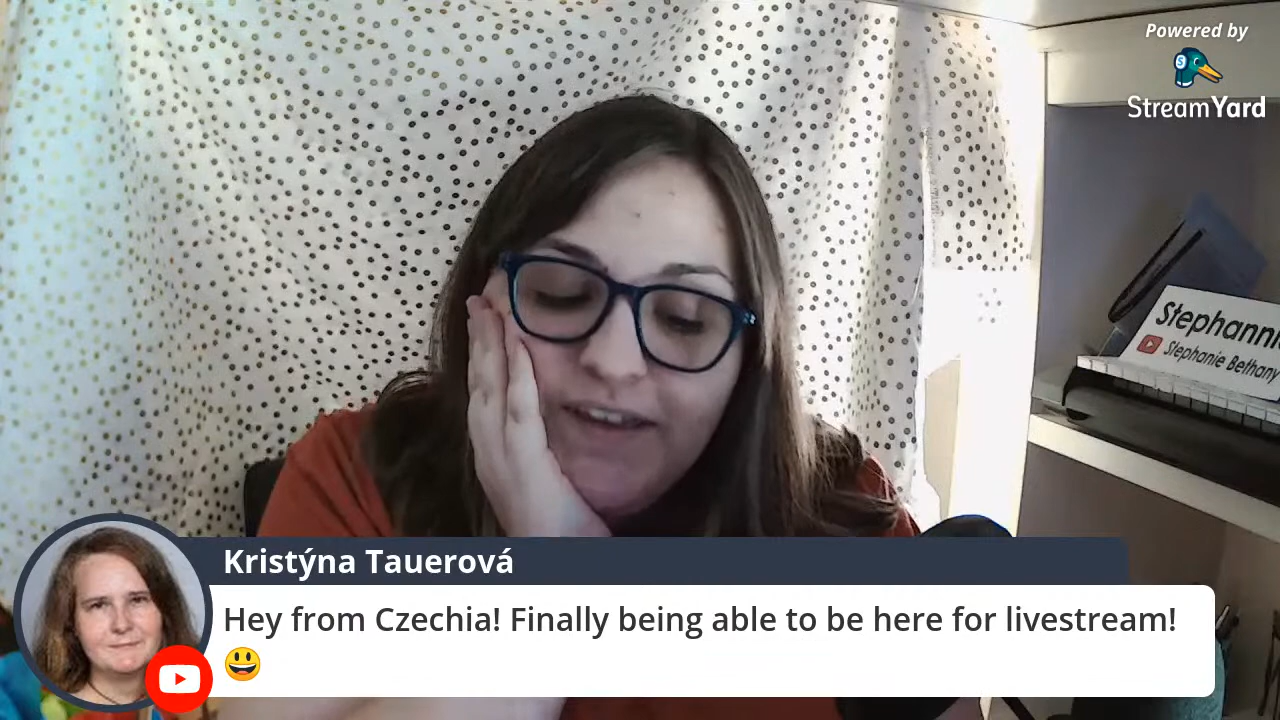 Powered by
StreamYard
Stephanie Bethany
Kristýna Tauerová
Hey from Czechia! Finally being able to be here for livestream!
😃